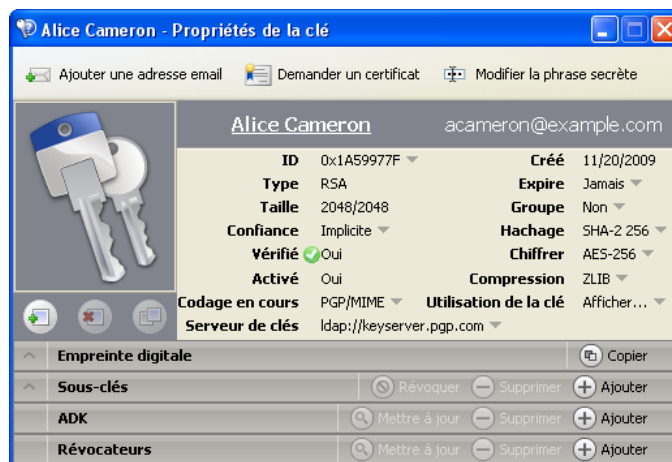 Alice Cameron - Propriétés de la clé
Ajouter une adresse email Demander un certificat Modifier la phrase secrète
Alice Cameron acameron@example.com
ID 0x1A59977F Créé 11/20/2009
Type RSA Expire Jamais
Taille 2048/2048 Groupe Non
Confiance Implicite Hachage SHA-2 256
Vérifié Oui Chiffrer AES-256
Activé Oui Compression ZLIB
Codage en cours PGP/MIME Utilisation de la clé Afficher...
Serveur de clés ldap://keyserver.pgp.com
Empreinte digitale Copier
Sous-clés Révoquer Supprimer Ajouter
ADK Mettre à jour Supprimer Ajouter
Révocateurs Mettre à jour Supprimer Ajouter